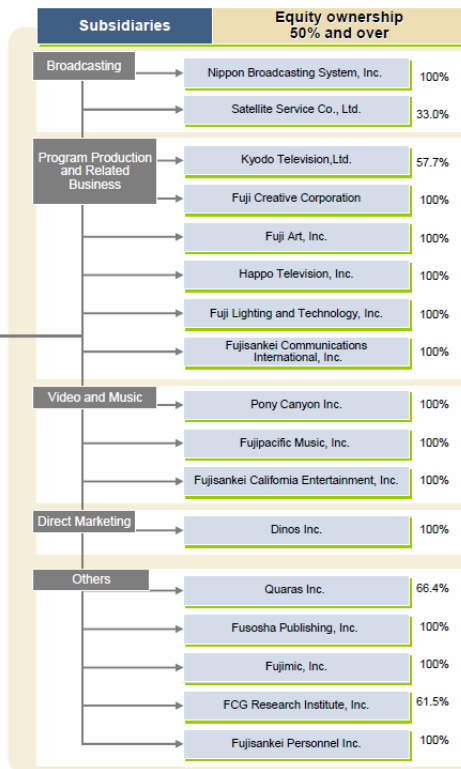 Subsidiaries
Equity ownership
50% and over
Broadcasting
Nippon Broadcasting System, Inc.
100%
Satellite Service Co., Ltd.
33.0%
Program Production
and Related
Business
Kyodo Television,Ltd.
57.7%
Fuji Creative Corporation
100%
Fuji Art, Inc.
100%
Happo Television, Inc.
100%
Fuji Lighting and Technology, Inc.
100%
Fujisankei Communications
International, Inc.
100%
Video and Music
Pony Canyon Inc.
100%
Fujipacific Music, Inc.
100%
Fujisankei California Entertainment, Inc.
100%
Direct Marketing
Dinos Inc.
100%
Others
Quaras Inc.
66.4%
Fusosha Publishing, Inc.
100%
Fujimic, Inc.
100%
FCG Research Institute, Inc.
61.5%
Fujisankei Personnel Inc.
100%